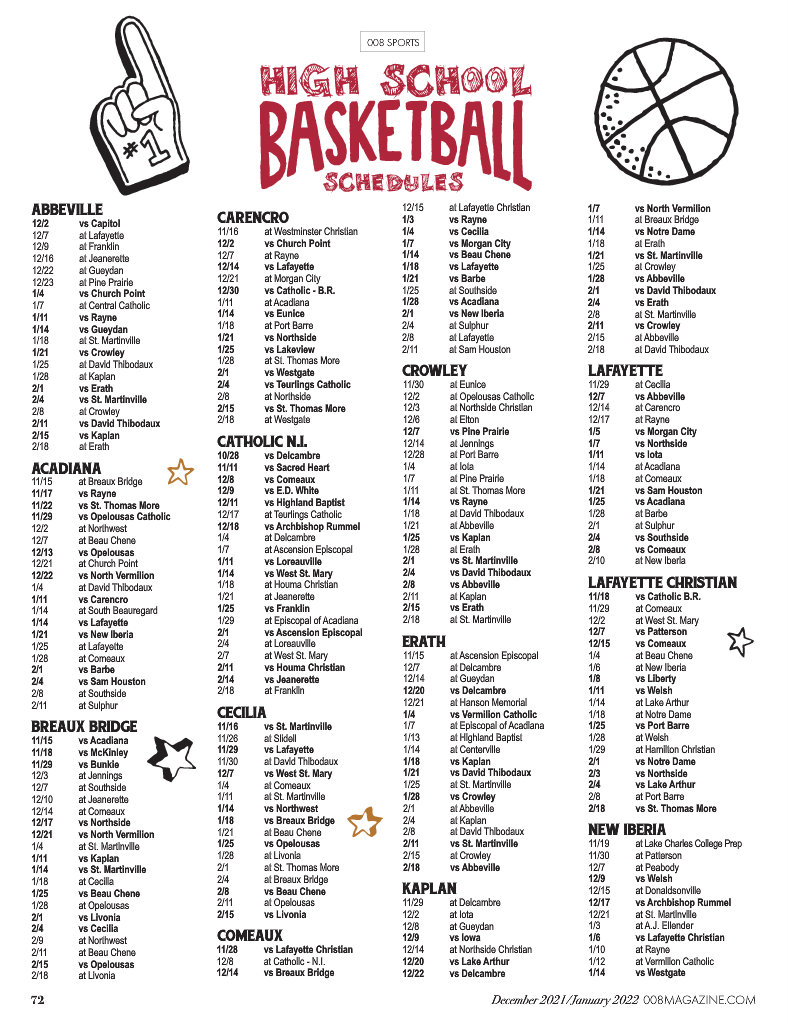 008 SPORTS
HIGH SCHOOL
BASKETBALL
SCHEDULES
#1
ABBEVILLE
12/2 vs Capitol
12/7 at Lafayette
12/9 at Franklin
12/16 at Jeanerette
12/22 at Gueydan
12/23 at Pine Prairie
1/4 vs Church Point
1/7 at Central Catholic
1/11 vs Rayne
1/14 vs Gueydan
1/18 at St. Martinville
1/21 vs Crowley
1/25 at David Thibodaux
1/28 at Kaplan
2/1 vs Erath
2/4 vs St. Martinville
2/8 at Crowley
2/11 vs David Thibodaux
2/15 vs Kaplan
2/18 at Erath
ACADIANA
11/15 at Breaux Bridge
11/17 vs Rayne
11/22 vs St. Thomas More
11/29 vs Opelousas Catholic
12/2 at Northwest
12/7 at Beau Chene
12/13 vs Opelousas
12/21 at Church Point
12/22 vs North Vermilion
1/4 at David Thibodaux
1/11 vs Carencro
1/14 at South Beauregard
1/14 vs Lafayette
1/21 vs New Iberia
1/25 at Lafayette
1/28 at Comeaux
2/1 vs Barbe
2/4 vs Sam Houston
2/8 at Southside
2/11 at Sulphur
BREAUX BRIDGE
11/15 vs Acadiana
11/18 vs McKinley
11/29 vs Bunkie
12/3 at Jennings
12/7 at Southside
12/10 at Jeanerette
12/14 at Comeaux
12/17 vs Northside
12/21 vs North Vermilion
1/4 at St. Martinville
1/11 vs Kaplan
1/14 vs St. Martinville
1/18 at Cecilia
1/25 vs Beau Chene
1/28 at Opelousas
2/1 vs Livonia
2/4 vs Cecilia
2/9 at Northwest
2/11 at Beau Chene
2/15 vs Opelousas
2/18 at Livonia
CARENCRO
11/16 at Westminster Christian
12/2 vs Church Point
12/7 at Rayne
12/14 vs Lafayette
12/21 at Morgan City
12/30 vs Catholic - B.R.
1/11 at Acadiana
1/14 vs Eunice
1/18 at Port Barre
1/21 vs Northside
1/25 vs Lakeview
1/28 at St. Thomas More
2/1 vs Westgate
2/4 vs Teurlings Catholic
2/8 at Northside
2/15 vs St. Thomas More
2/18 at Westgate
CATHOLIC N.I.
10/28 vs Delcambre
11/11 vs Sacred Heart
12/8 vs Comeaux
12/9 vs E.D. White
12/11 vs Highland Baptist
12/17 at Teurlings Catholic
12/18 vs Archbishop Rummel
1/4 at Delcambre
1/7 at Ascension Episcopal
1/11 vs Loreauville
1/14 vs West St. Mary
1/18 at Houma Christian
1/21 at Jeanerette
1/25 vs Franklin
1/29 at Episcopal of Acadiana
2/1 vs Ascension Episcopal
2/4 at Loreauville
2/7 at West St. Mary
2/11 vs Houma Christian
2/14 vs Jeanerette
2/18 at Franklin
CECILIA
11/16 vs St. Martinville
11/26 at Slidell
11/29 vs Lafayette
11/30 at David Thibodaux
12/7 vs West St. Mary
1/4 at Comeaux
1/11 at St. Martinville
1/14 vs Northwest
1/18 vs Breaux Bridge
1/21 at Beau Chene
1/25 vs Opelousas
1/28 at Livonia
2/1 at St. Thomas More
2/4 at Breaux Bridge
2/8 vs Beau Chene
2/11 at Opelousas
2/15 vs Livonia
COMEAUX
11/28 vs Lafayette Christian
12/8 at Catholic - N.I.
12/14 vs Breaux Bridge
12/15 at Lafayette Christian
1/3 vs Rayne
1/4 vs Cecilia
1/7 vs Morgan City
1/14 vs Beau Chene
1/18 vs Lafayette
1/21 vs Barbe
1/25 at Southside
1/28 vs Acadiana
2/1 vs New Iberia
2/4 at Sulphur
2/8 at Lafayette
2/11 at Sam Houston
CROWLEY
11/30 at Eunice
12/2 at Opelousas Catholic
12/3 at Northside Christian
12/6 at Elton
12/7 vs Pine Prairie
12/14 at Jennings
12/28 at Port Barre
1/4 at Iota
1/7 at Pine Prairie
1/11 at St. Thomas More
1/14 vs Rayne
1/18 at David Thibodaux
1/21 at Abbeville
1/25 vs Kaplan
1/28 at Erath
2/1 vs St. Martinville
2/4 vs David Thibodaux
2/8 vs Abbeville
2/11 at Kaplan
2/15 vs Erath
2/18 at St. Martinville
ERATH
11/15 at Ascension Episcopal
12/7 at Delcambre
12/14 at Gueydan
12/20 vs Delcambre
12/21 at Hanson Memorial
1/4 vs Vermilion Catholic
1/7 at Episcopal of Acadiana
1/13 at Highland Baptist
1/14 at Centerville
1/18 vs Kaplan
1/21 vs David Thibodaux
1/25 at St. Martinville
1/28 vs Crowley
2/1 at Abbeville
2/4 at Kaplan
2/8 at David Thibodaux
2/11 vs St. Martinville
2/15 at Crowley
2/18 vs Abbeville
KAPLAN
11/29 at Delcambre
12/2 at Iota
12/8 at Gueydan
12/9 vs Iowa
12/14 at Northside Christian
12/20 vs Lake Arthur
12/22 vs Delcambre
1/7 vs North Vermilion
1/11 at Breaux Bridge
1/14 vs Notre Dame
1/18 at Erath
1/21 vs St. Martinville
1/25 at Crowley
1/28 vs Abbeville
2/1 vs David Thibodaux
2/4 vs Erath
2/8 at St. Martinville
2/11 vs Crowley
2/15 at Abbeville
2/18 at David Thibodaux
LAFAYETTE
11/29 at Cecilia
12/7 vs Abbeville
12/14 at Carencro
12/17 at Rayne
1/5 vs Morgan City
1/7 vs Northside
1/11 vs Iota
1/14 at Acadiana
1/18 at Comeaux
1/21 vs Sam Houston
1/25 vs Acadiana
1/28 at Barbe
2/1 at Sulphur
2/4 vs Southside
2/8 vs Comeaux
2/10 at New Iberia
LAFAYETTE CHRISTIAN
11/18 vs Catholic B.R.
11/29 at Comeaux
12/2 at West St. Mary
12/7 vs Patterson
12/15 vs Comeaux
1/4 at Beau Chene
1/6 at New Iberia
1/8 vs Liberty
1/11 vs Welsh
1/14 at Lake Arthur
1/18 at Notre Dame
1/25 vs Port Barre
1/28 at Welsh
1/29 at Hamilton Christian
2/1 vs Notre Dame
2/3 vs Northside
2/4 vs Lake Arthur
2/8 at Port Barre
2/18 vs St. Thomas More
NEW IBERIA
11/19 at Lake Charles College Prep
11/30 at Patterson
12/7 at Peabody
12/9 vs Welsh
12/15 at Donaldsonville
12/17 vs Archbishop Rummel
12/21 at St. Martinville
1/3 at A.J. Ellender
1/6 vs Lafayette Christian
1/10 at Rayne
1/12 at Vermilion Catholic
1/14 vs Westgate
72
December 2021/January 2022 008MAGAZINE.COM